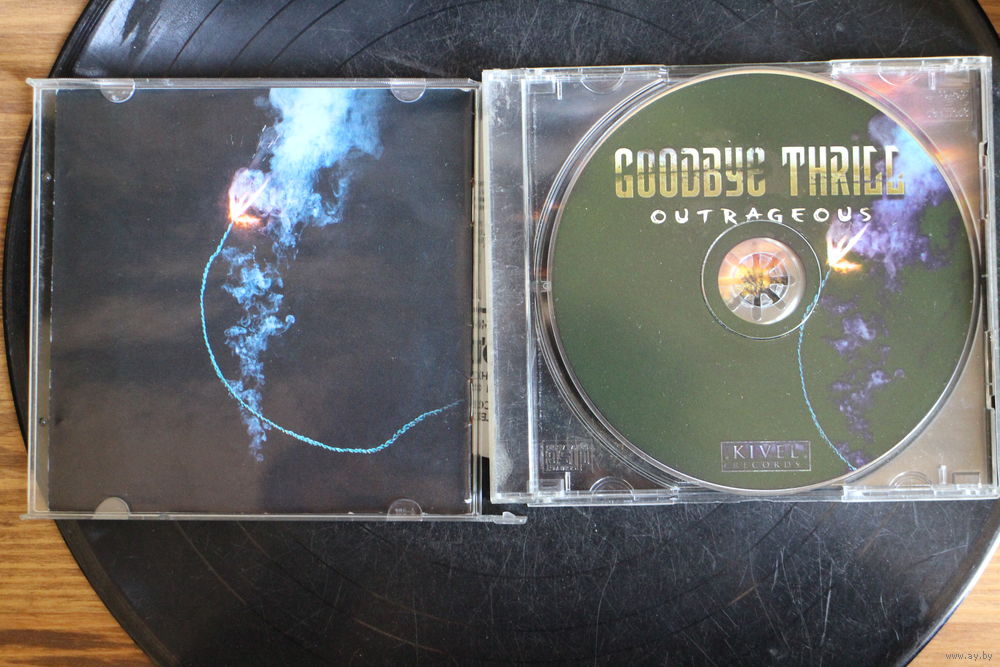 GOODBYE THRILL
OUTRAGEOUS
KIVEL
RECORDS
www.ay.by